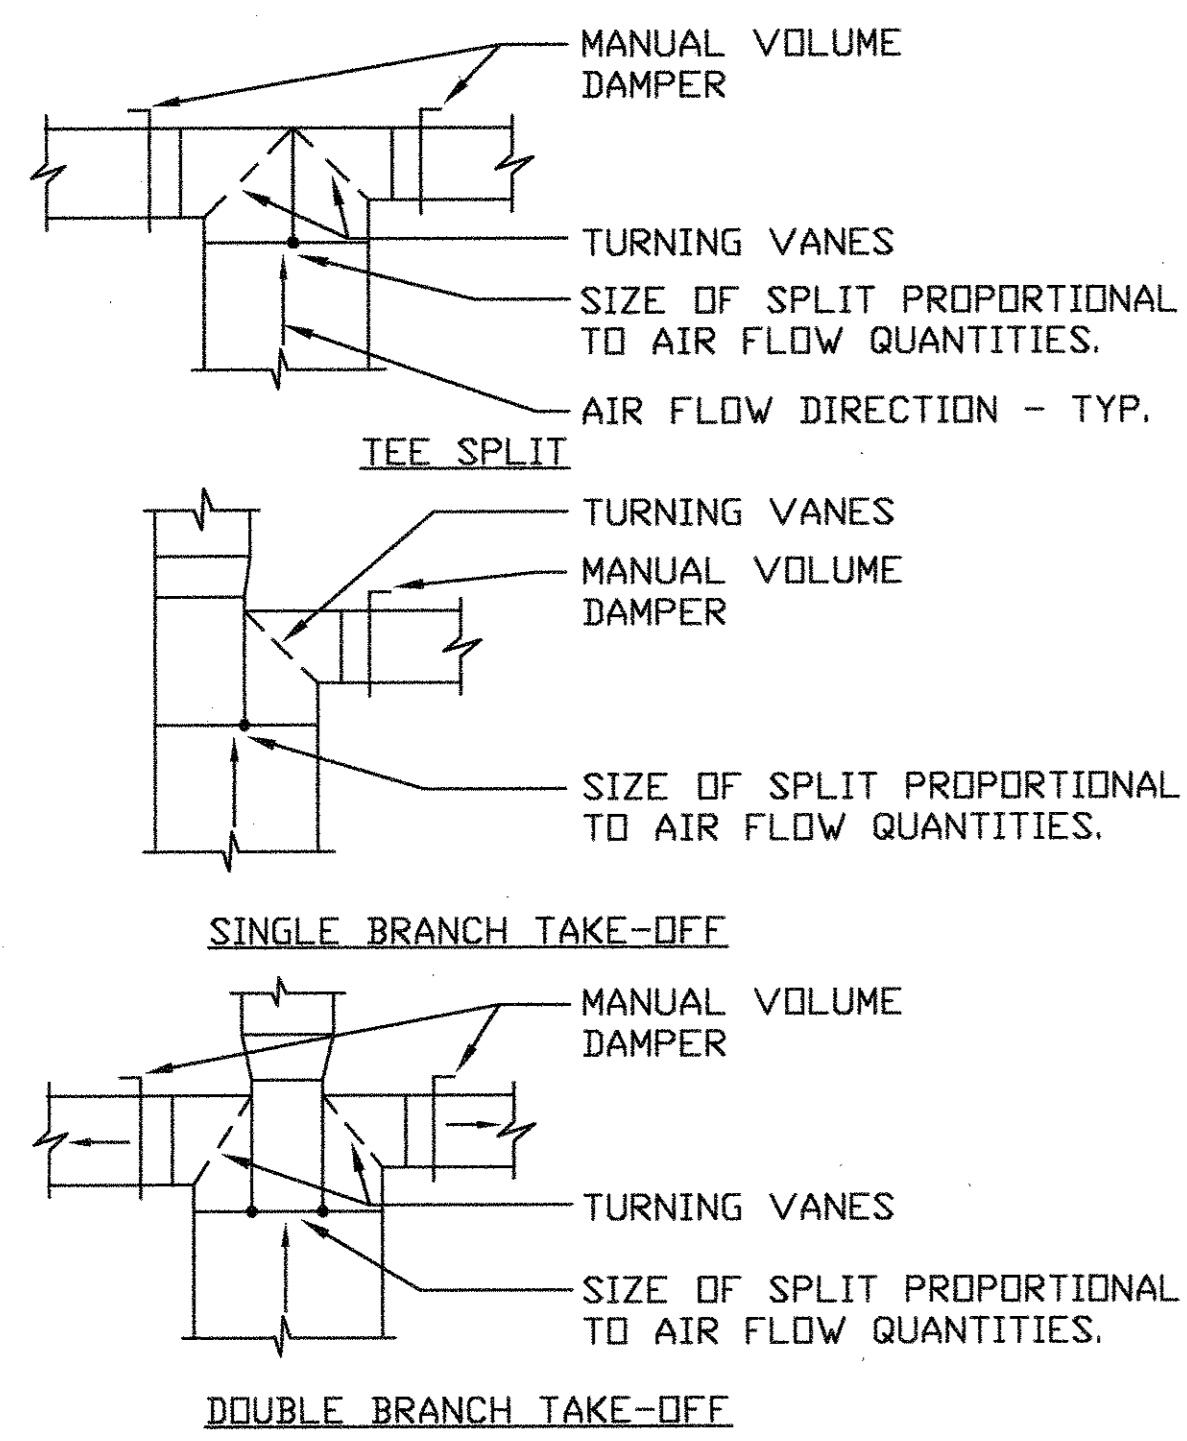 MANUAL VOLUME
DAMPER
TURNING VANES
SIZE OF SPLIT PROPORTIONAL
TO AIR FLOW QUANTITIES.
AIR FLOW DIRECTION - TYP.
TEE SPLIT
TURNING VANES
MANUAL VOLUME
DAMPER
SIZE OF SPLIT PROPORTIONAL
TO AIR FLOW QUANTITIES.
SINGLE BRANCH TAKE-OFF
MANUAL VOLUME
DAMPER
TURNING VANES
SIZE OF SPLIT PROPORTIONAL
TO AIR FLOW QUANTITIES.
DOUBLE BRANCH TAKE-OFF